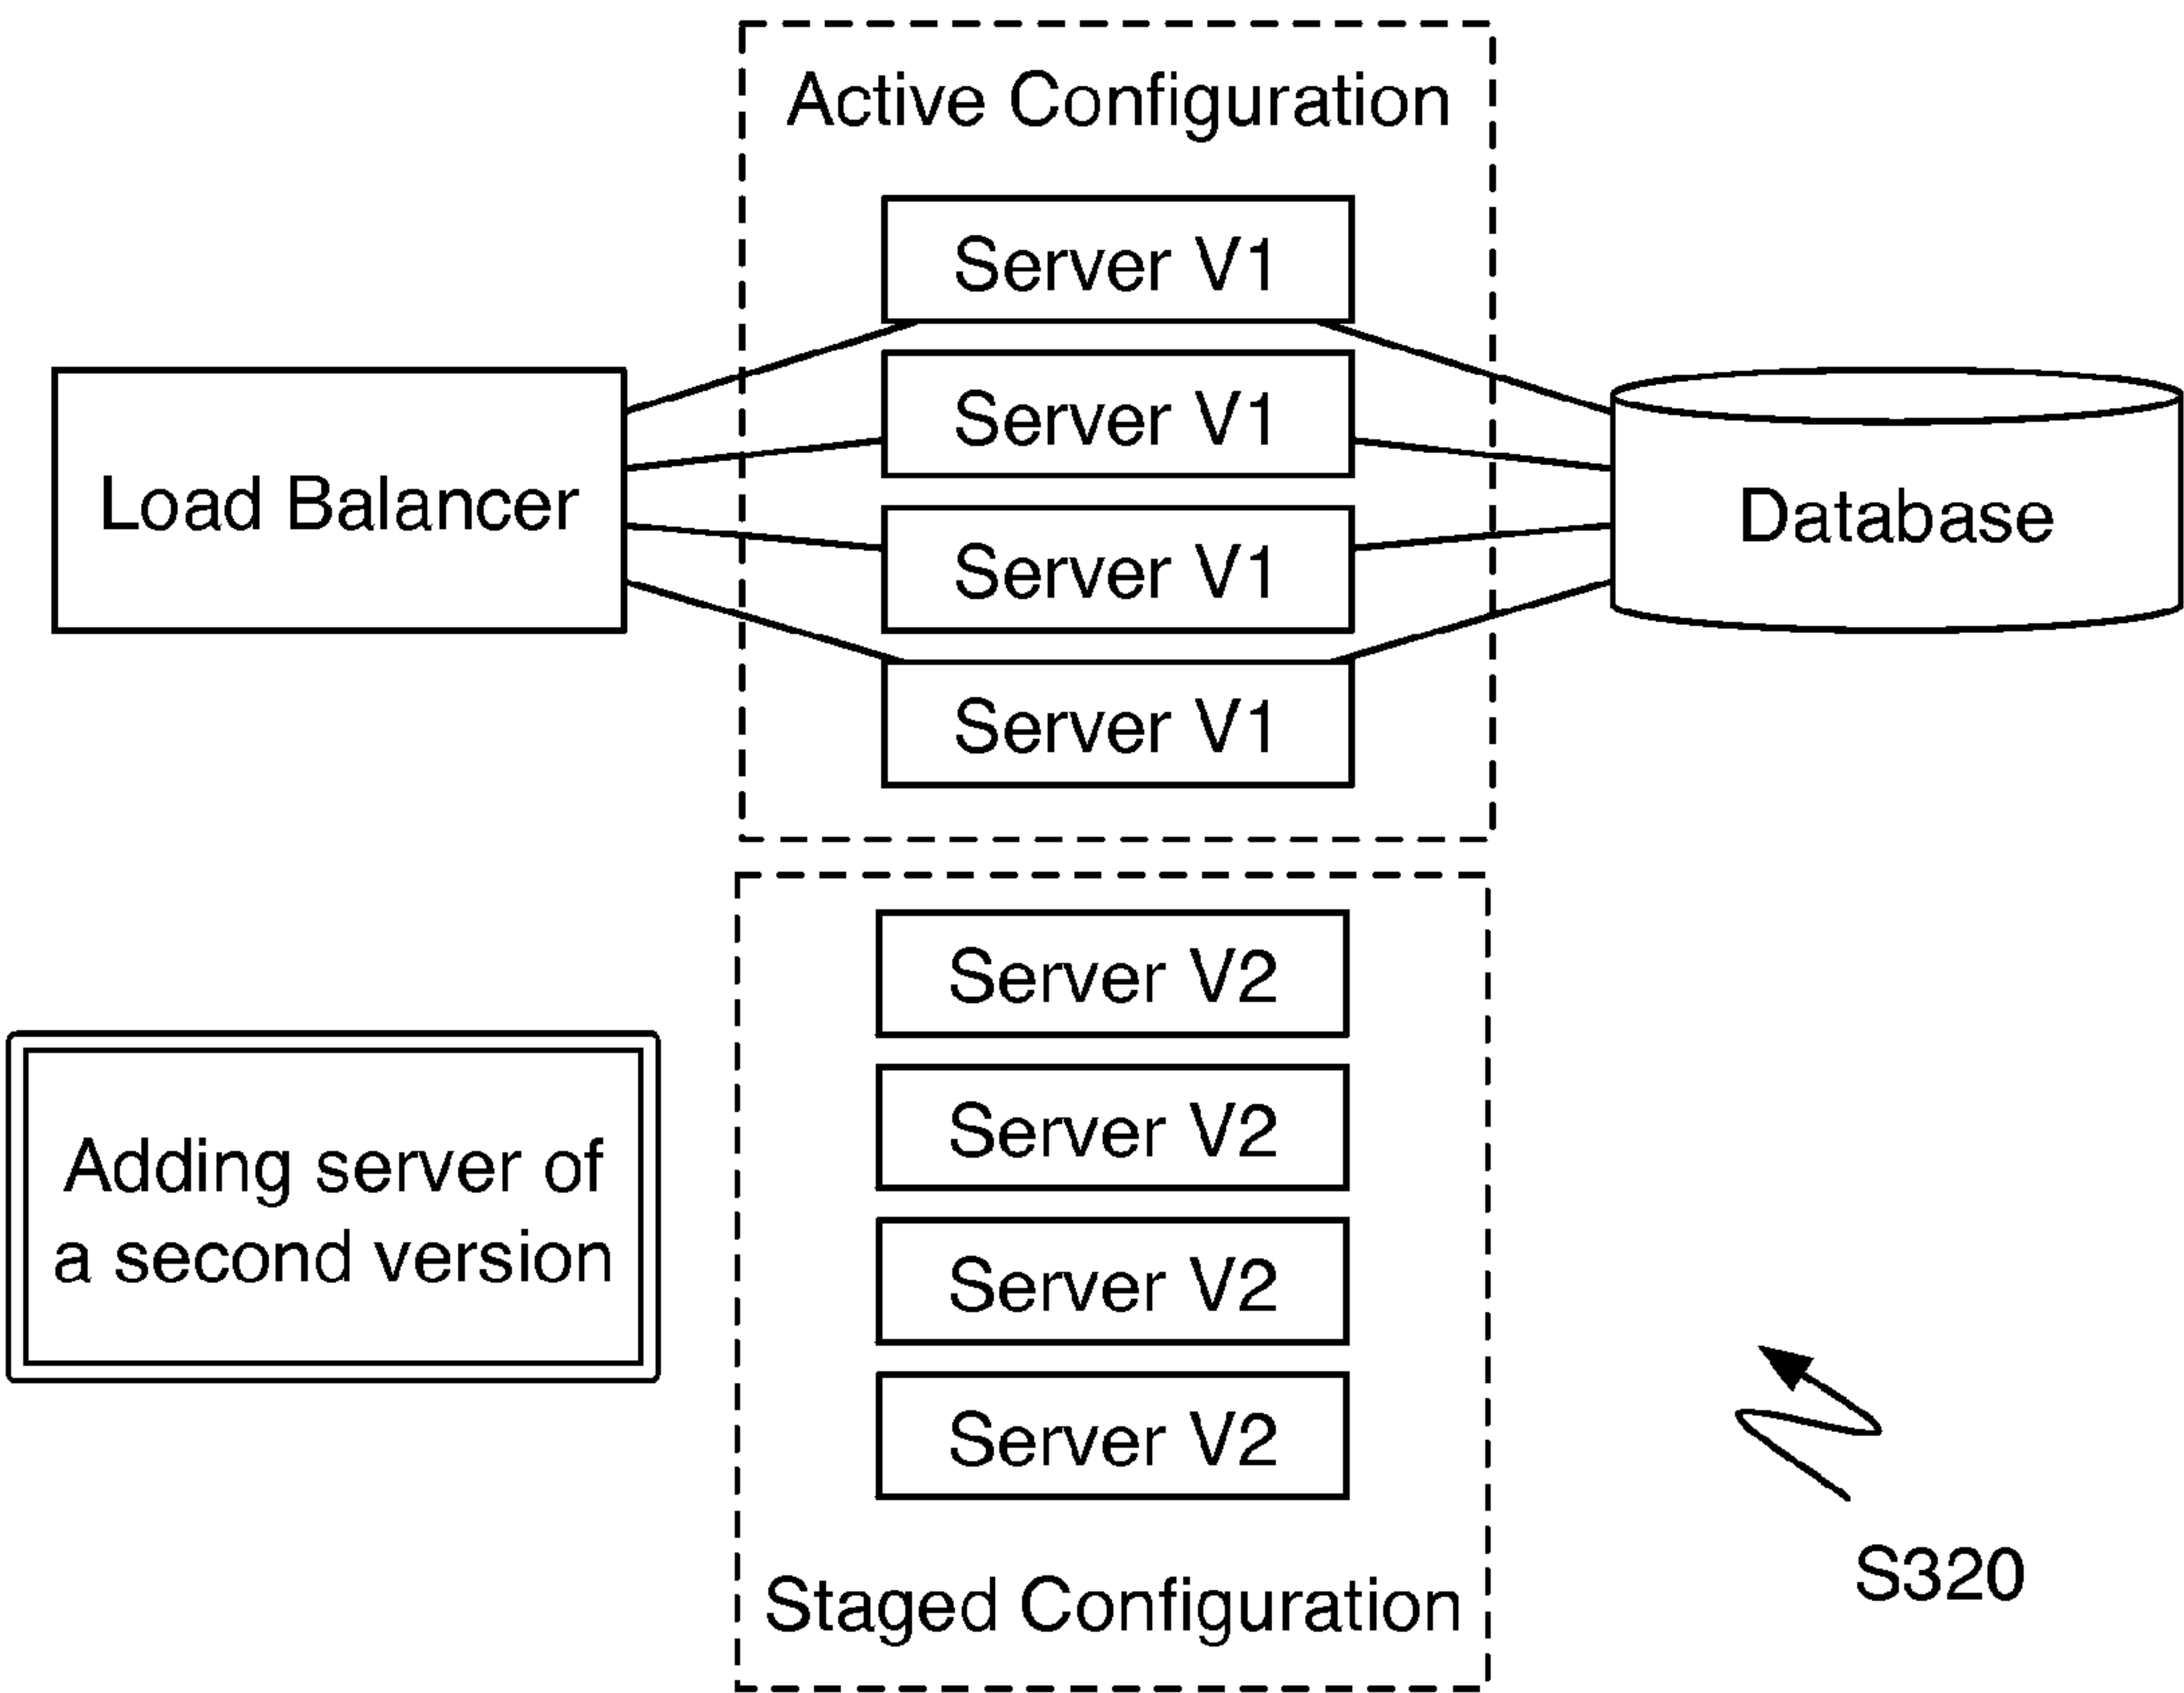 Active Configuration
Server V1
Server V1
Load Balancer
Database
Server V1
Server V1
Server V2
Server V2
Adding server of
a second version
Server V2
Server V2
S320
Staged Configuration